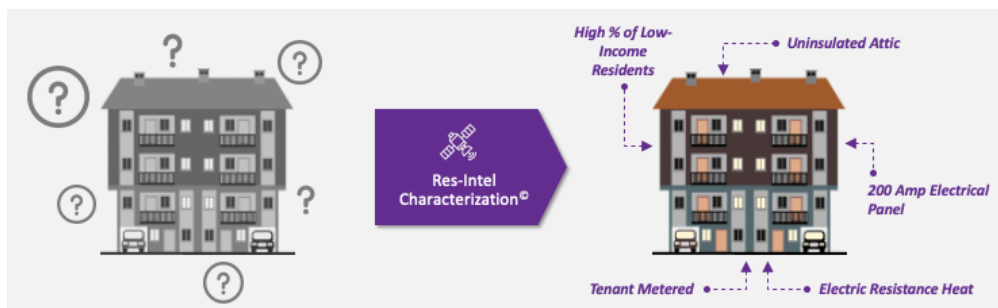 ?
?
?
?
?
?
Res-Intel
Characterization©
High % of Low-
Income
Residents
Uninsulated Attic
200 Amp Electrical
Panel
Tenant Metered
Electric Resistance Heat